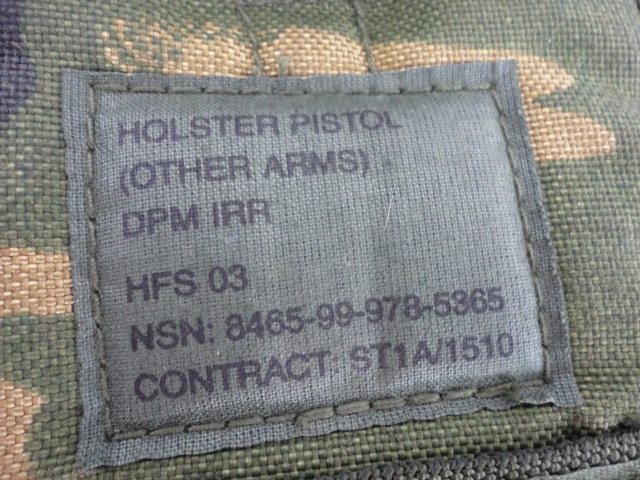 HOLSTER PISTOL
(OTHER ARMS)
DPM IRR
HFS 03
NSN: 8465-99-978-5365
CONTRACT: ST1A/1510